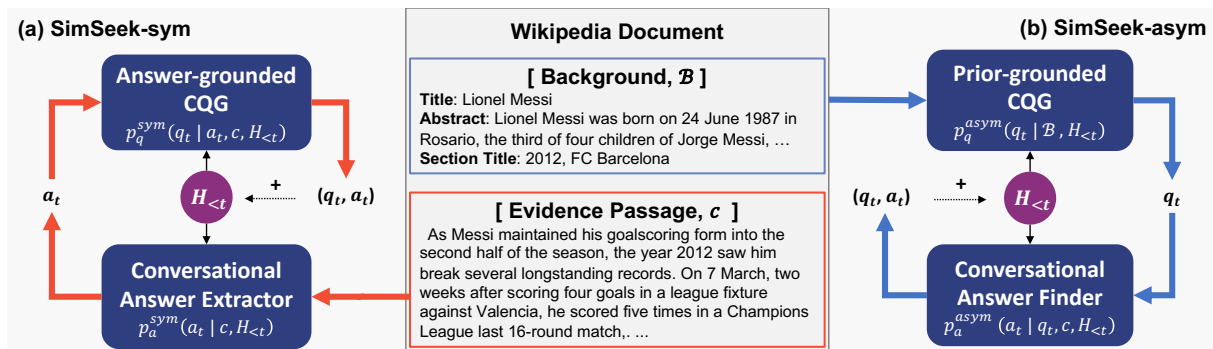 (a) SimSeek-sym
Answer-grounded
CQG
$p_q^{sym}(q_t \mid a_t, c, H_{<t})$
$a_t$
$H_{<t}$
+
$(q_t, a_t)$
Conversational
Answer Extractor
$p_a^{sym}(a_t \mid c, H_{<t})$
Wikipedia Document
[ Background, $\mathcal{B}$ ]
Title: Lionel Messi
Abstract: Lionel Messi was born on 24 June 1987 in
Rosario, the third of four children of Jorge Messi, …
Section Title: 2012, FC Barcelona
[ Evidence Passage, $c$ ]
As Messi maintained his goalscoring form into the
second half of the season, the year 2012 saw him
break several longstanding records. On 7 March, two
weeks after scoring four goals in a league fixture
against Valencia, he scored five times in a Champions
League last 16-round match,. ...
(b) SimSeek-asym
Prior-grounded
CQG
$p_q^{asym}(q_t \mid \mathcal{B}, H_{<t})$
$(q_t, a_t)$
+
$H_{<t}$
$q_t$
Conversational
Answer Finder
$p_a^{asym}(a_t \mid q_t, c, H_{<t})$